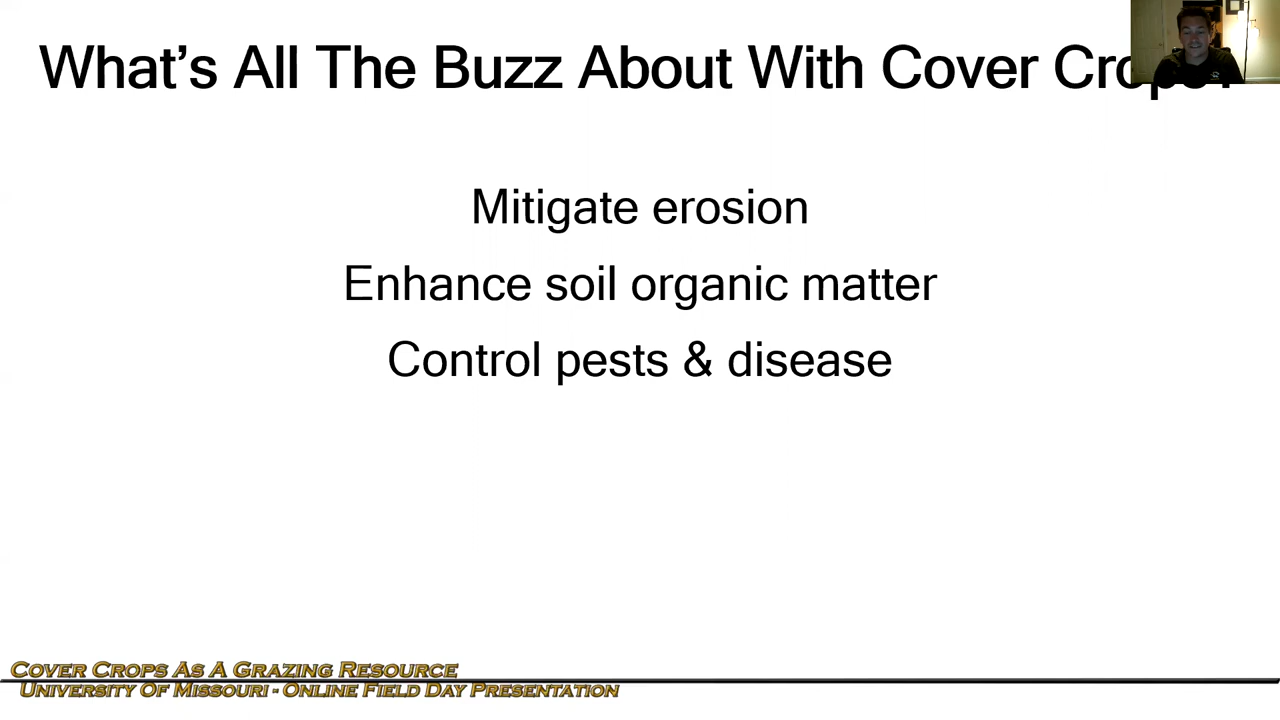 What's All The Buzz About With Cover Crops?
Mitigate erosion
Enhance soil organic matter
Control pests & disease
Cover Crops As A Grazing Resource
University Of Missouri - Online Field Day Presentation